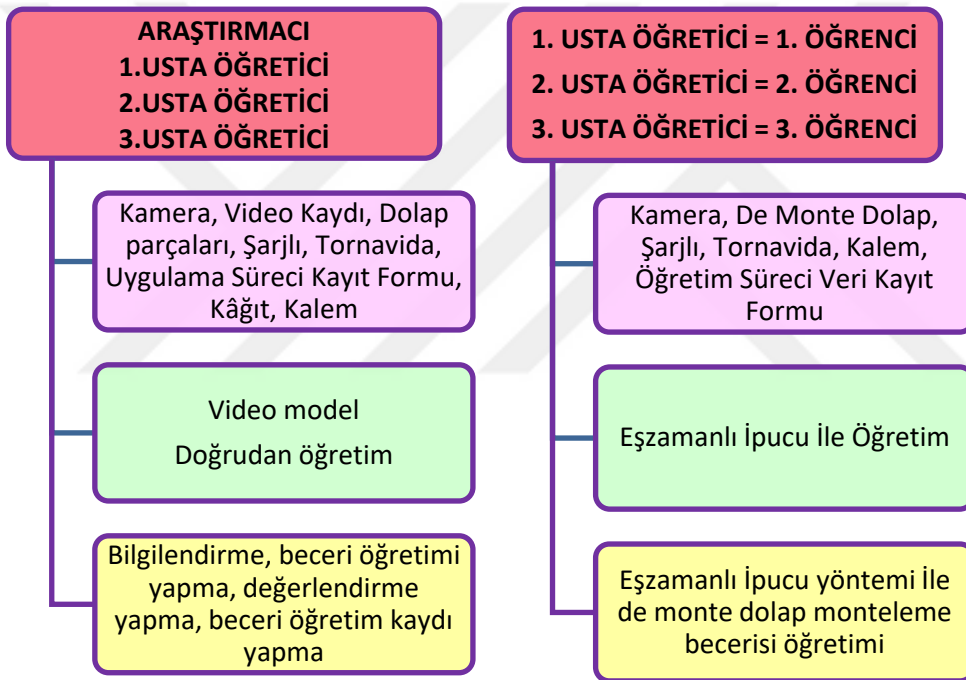 ARAŞTIRMACI
1.USTA ÖĞRETİCİ
2.USTA ÖĞRETİCİ
3.USTA ÖĞRETİCİ
Kamera, Video Kaydı, Dolap
parçaları, Şarjlı, Tornavida,
Uygulama Süreci Kayıt Formu,
Kâğıt, Kalem
Video model
Doğrudan öğretim
Bilgilendirme, beceri öğretimi
yapma, değerlendirme
yapma, beceri öğretim kaydı
yapma
1. USTA ÖĞRETİCİ = 1. ÖĞRENCİ
2. USTA ÖĞRETİCİ = 2. ÖĞRENCİ
3. USTA ÖĞRETİCİ = 3. ÖĞRENCİ
Kamera, De Monte Dolap,
Şarjlı, Tornavida, Kalem,
Öğretim Süreci Veri Kayıt
Formu
Eşzamanlı İpucu İle Öğretim
Eşzamanlı İpucu yöntemi İle
de monte dolap monteleme
becerisi öğretimi